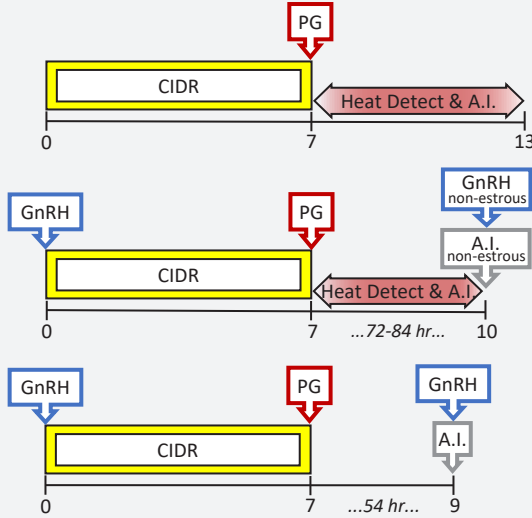 PG
CIDR
Heat Detect & A.I.
0
7
13
GnRH
PG
GnRH
non-estrous
A.I.
non-estrous
CIDR
Heat Detect & A.I.
0
7
...72-84 hr...
10
GnRH
PG
GnRH
CIDR
A.I.
0
7
...54 hr...
9